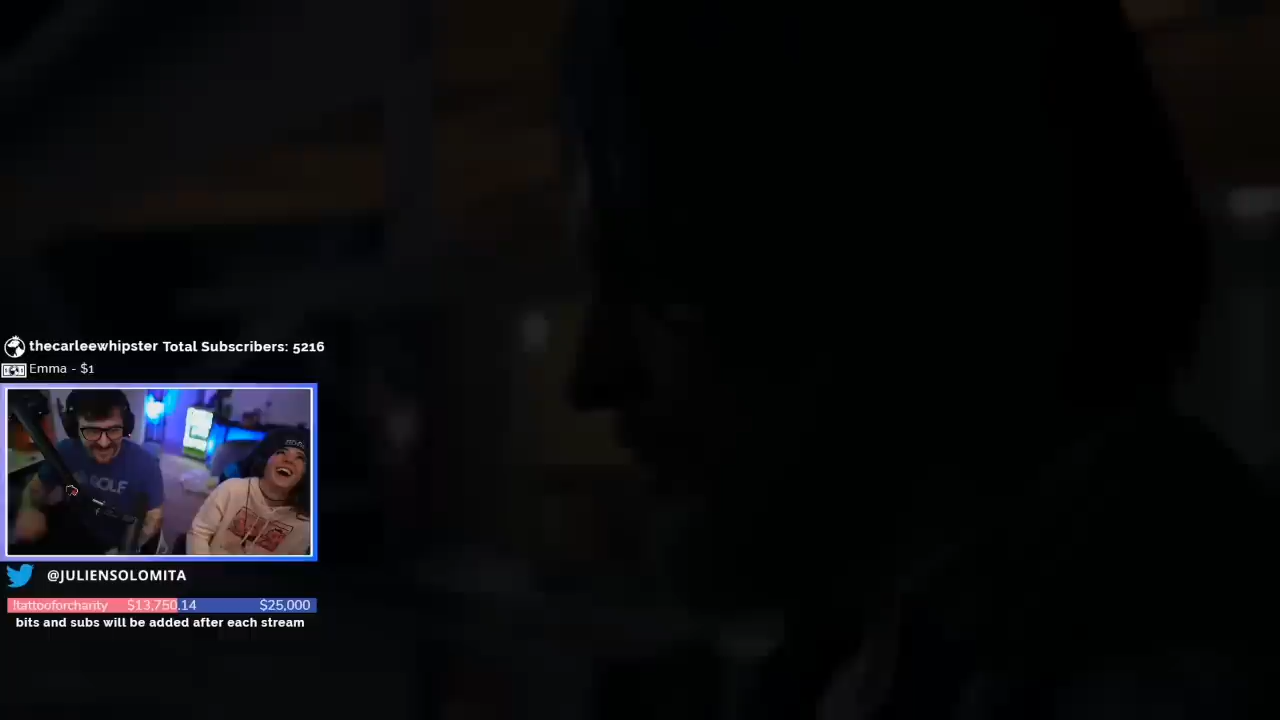 thecarleewhipster Total Subscribers: 5216
Emma - $1
GOLF
@JULIENSOLOMITA
!tattooforcharity $13,750.14 $25,000
bits and subs will be added after each stream